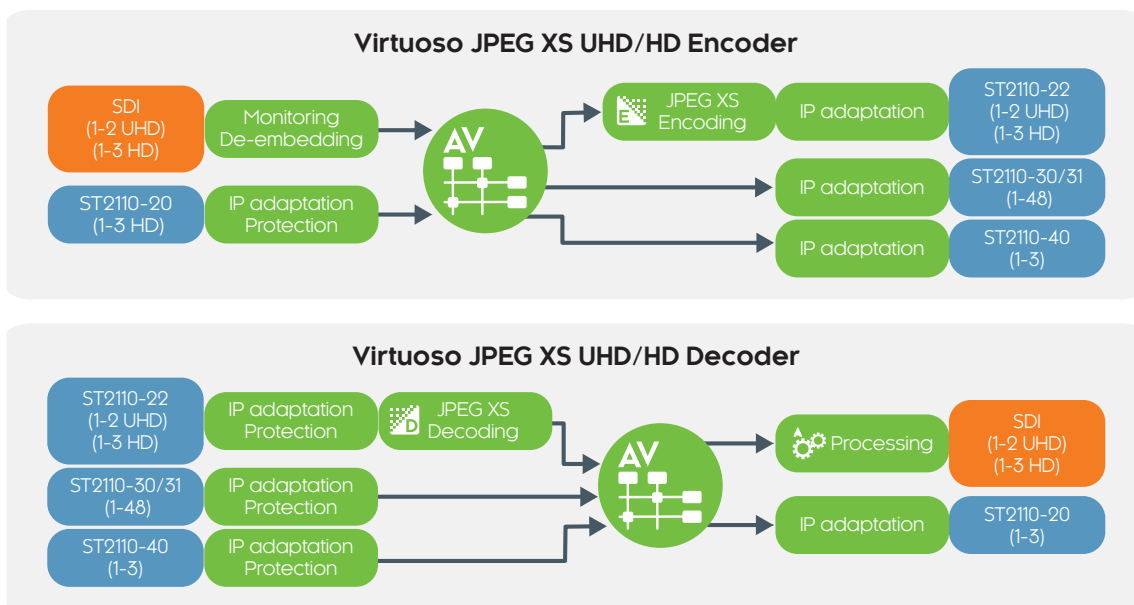 Virtuoso JPEG XS UHD/HD Encoder
SDI
(1-2 UHD)
(1-3 HD)
Monitoring
De-embedding
ST2110-20
(1-3 HD)
IP adaptation
Protection
AV
E
JPEG XS
Encoding
IP adaptation
ST2110-22
(1-2 UHD)
(1-3 HD)
IP adaptation
ST2110-30/31
(1-48)
IP adaptation
ST2110-40
(1-3)
Virtuoso JPEG XS UHD/HD Decoder
ST2110-22
(1-2 UHD)
(1-3 HD)
IP adaptation
Protection
D
JPEG XS
Decoding
ST2110-30/31
(1-48)
IP adaptation
Protection
ST2110-40
(1-3)
IP adaptation
Protection
AV
Processing
SDI
(1-2 UHD)
(1-3 HD)
IP adaptation
ST2110-20
(1-3)